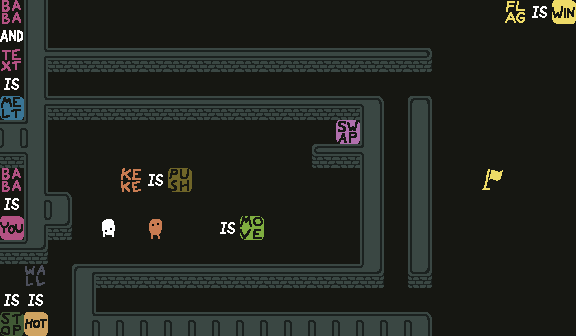 BABA
AND
TEXT
IS
MELT
FLAG IS WIN
SWAP
KEKE IS PUSH
BABA
IS
YOU
IS MOVE
WALL
IS IS
STOP HOT